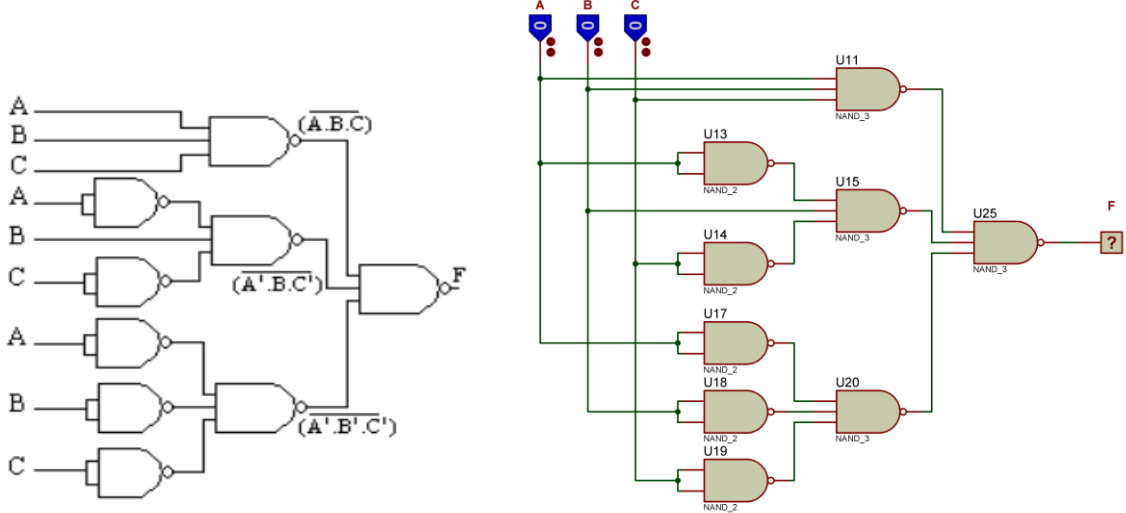 A
B
C
(A.B.C)
A
B
C
(A'.B.C')
F
A
B
C
(A'.B'.C')
A
B
C
0
0
0
U11
NAND_3
U13
NAND_2
U15
NAND_3
U14
NAND_2
U25
NAND_3
F
?
U17
NAND_2
U18
NAND_2
U20
NAND_3
U19
NAND_2